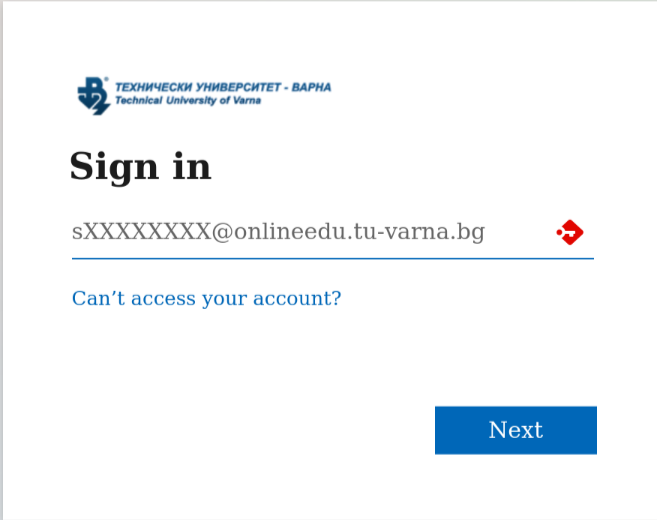 ТЕХНИЧЕСКИ УНИВЕРСИТЕТ - ВАРНА
Technical University of Varna
Sign in
sXXXXXXXX@onlineedu.tu-varna.bg
Can’t access your account?
Next